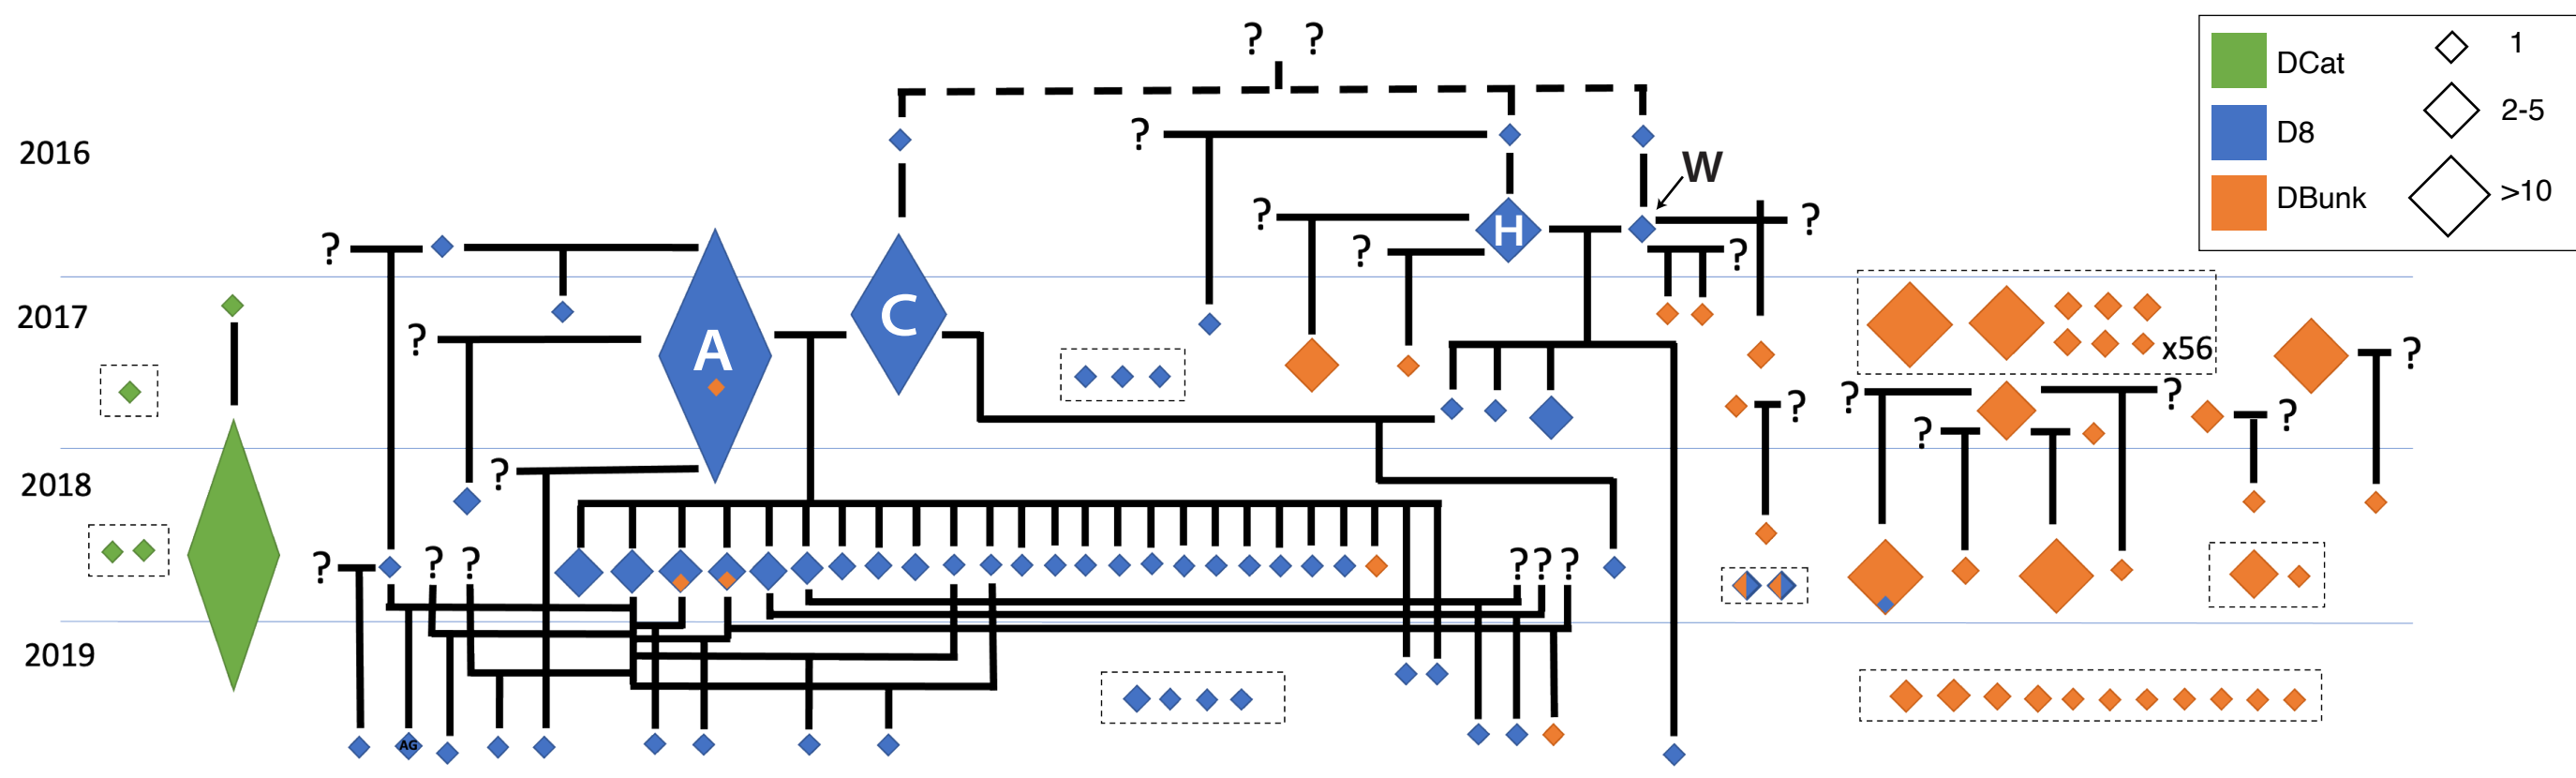 ? ?
DCat 1
D8 2-5
DBunk >10
2016
?
W
? H ?
? ? ?
2017
C
? A
x56 ?
? ? ?
? ?
2018
?
? ? ? ? ? ?
2019
AG